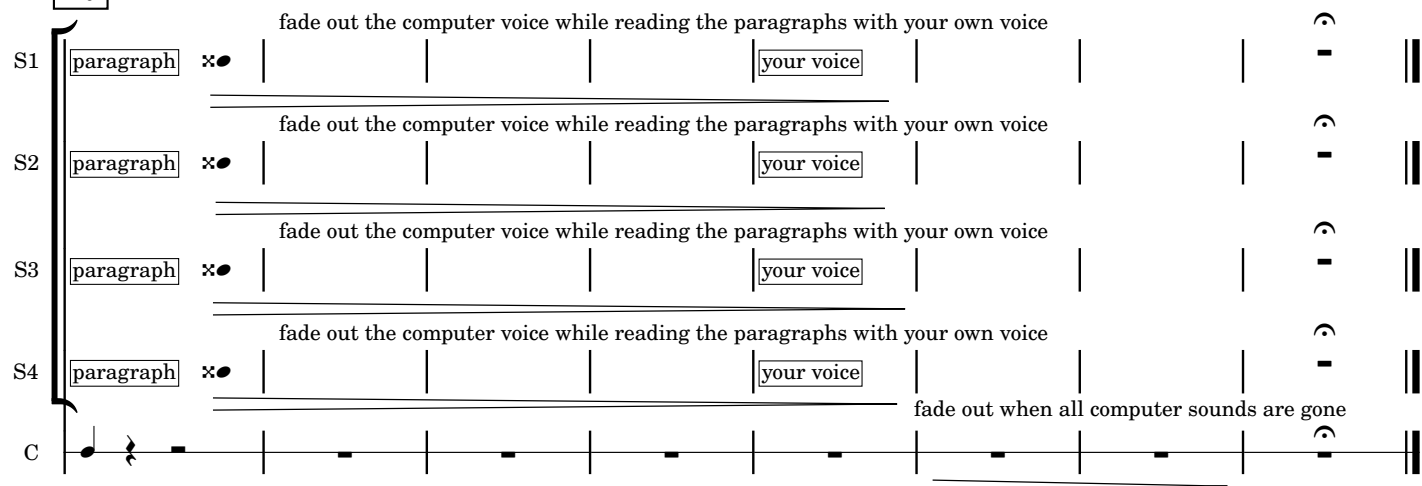 fade out the computer voice while reading the paragraphs with your own voice
S1 paragraph your voice
fade out the computer voice while reading the paragraphs with your own voice
S2 paragraph your voice
fade out the computer voice while reading the paragraphs with your own voice
S3 paragraph your voice
fade out the computer voice while reading the paragraphs with your own voice
S4 paragraph your voice
fade out when all computer sounds are gone
C